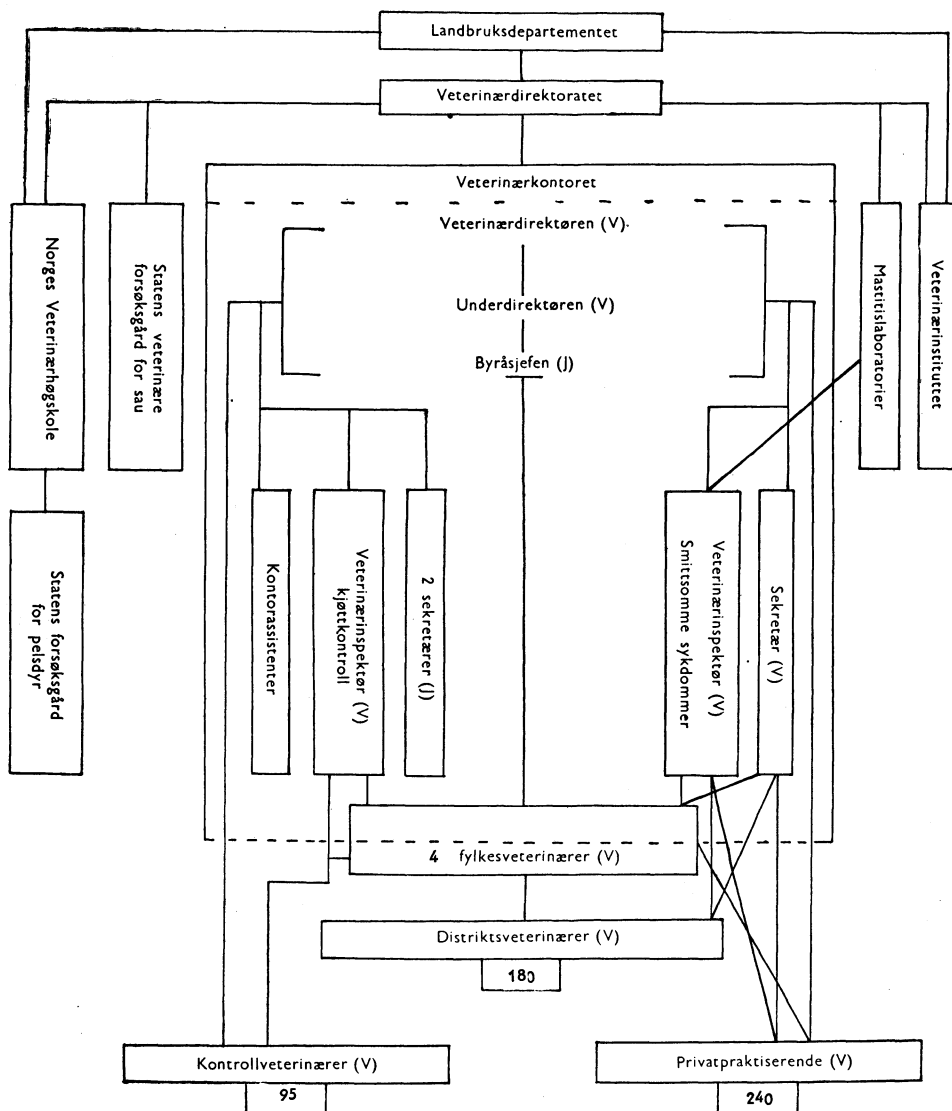 Landbruksdepartementet
Veterinærdirektoratet
Veterinærkontoret
Veterinærdirektøren (V)
Underdirektøren (V)
Byråsjefen (J)
Norges Veterinærhøgskole
Statens veterinære
forsøksgård for sau
Mastitislaboratorier
Veterinærinstituttet
Statens forsøksgård
for pelsdyr
Kontorassistenter
Veterinærinspektør (V)
kjøttkontroll
2 sekretærer (J)
Veterinærinspektør (V)
Smittsomme sykdommer
Sekretær (V)
4 fylkesveterinærer (V)
Distriktsveterinærer (V)
180
Kontrollveterinærer (V)
95
Privatpraktiserende (V)
240